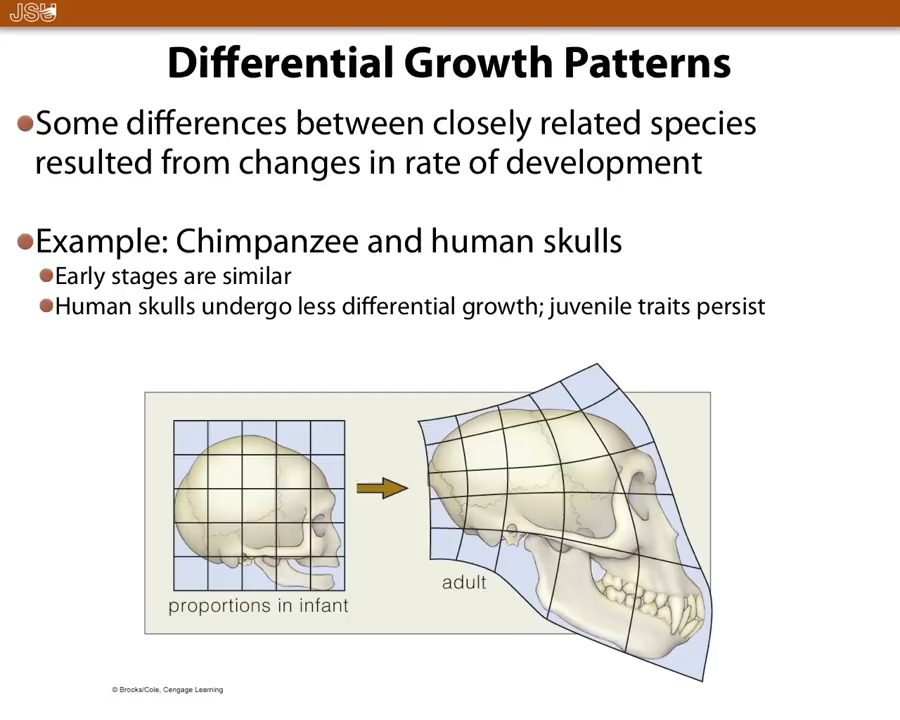 JSU
Differential Growth Patterns
Some differences between closely related species
resulted from changes in rate of development
Example: Chimpanzee and human skulls
Early stages are similar
Human skulls undergo less differential growth; juvenile traits persist
proportions in infant
adult
© Brooks/Cole, Cengage Learning